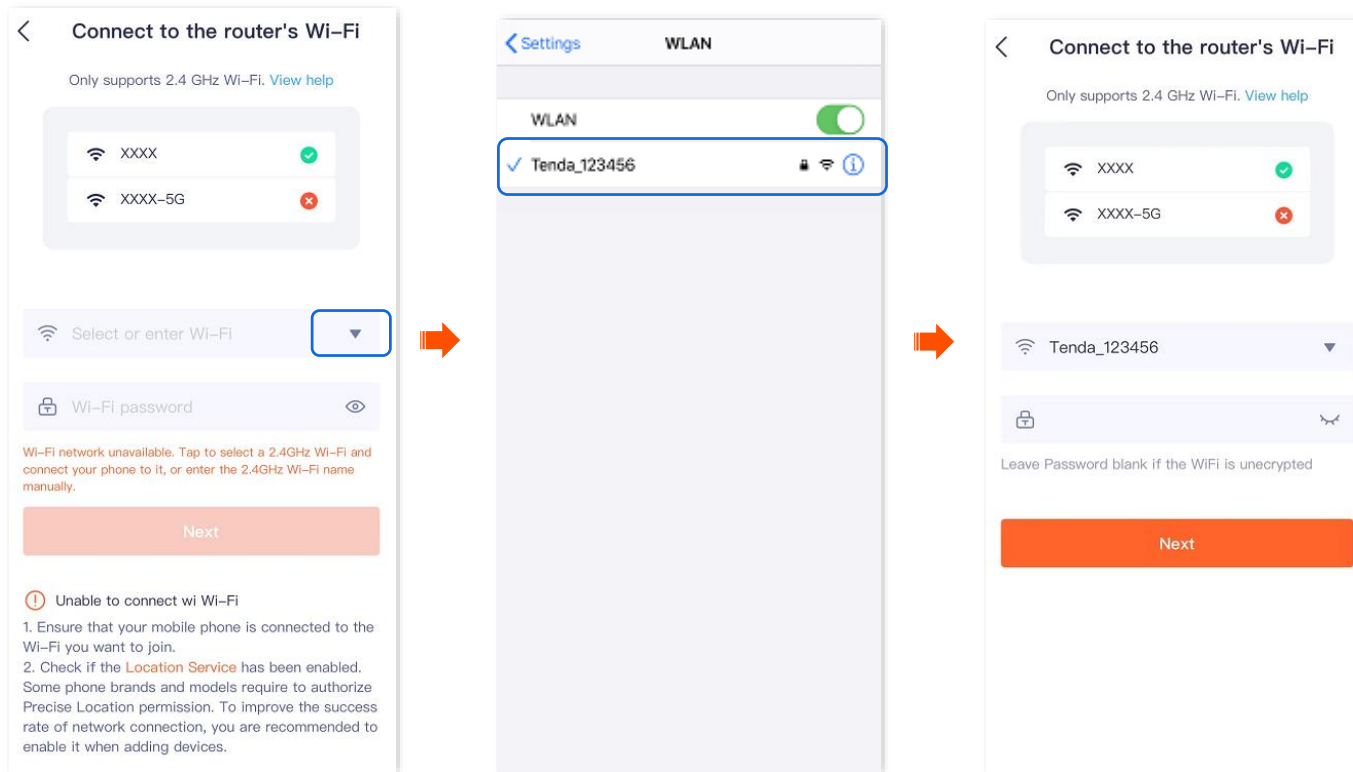 Connect to the router's Wi-Fi
Only supports 2.4 GHz Wi-Fi. View help
XXXX
XXXX-5G
Select or enter Wi-Fi
Wi-Fi password
Wi-Fi network unavailable. Tap to select a 2.4GHz Wi-Fi and
connect your phone to it, or enter the 2.4GHz Wi-Fi name
manually.
Next
Unable to connect wi Wi-Fi
1. Ensure that your mobile phone is connected to the
Wi-Fi you want to join.
2. Check if the Location Service has been enabled.
Some phone brands and models require to authorize
Precise Location permission. To improve the success
rate of network connection, you are recommended to
enable it when adding devices.
Settings
WLAN
WLAN
Tenda_123456
Connect to the router's Wi-Fi
Only supports 2.4 GHz Wi-Fi. View help
XXXX
XXXX-5G
Tenda_123456
Leave Password blank if the WiFi is unecrypted
Next